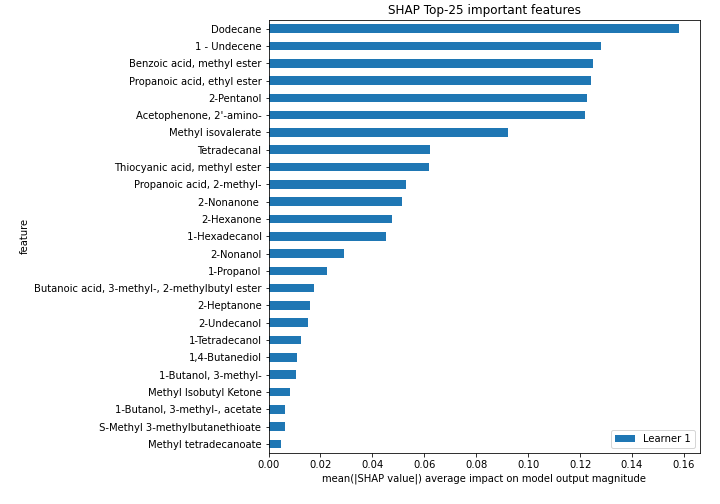 SHAP Top-25 important features
Dodecane
1 - Undecene
Benzoic acid, methyl ester
Propanoic acid, ethyl ester
2-Pentanol
Acetophenone, 2'-amino-
Methyl isovalerate
Tetradecanal
Thiocyanic acid, methyl ester
Propanoic acid, 2-methyl-
2-Nonanone
2-Hexanone
1-Hexadecanol
2-Nonanol
1-Propanol
Butanoic acid, 3-methyl-, 2-methylbutyl ester
2-Heptanone
2-Undecanol
1-Tetradecanol
1,4-Butanediol
1-Butanol, 3-methyl-
Methyl Isobutyl Ketone
1-Butanol, 3-methyl-, acetate
S-Methyl 3-methylbutanethioate
Methyl tetradecanoate
feature
Learner 1
0.00 0.02 0.04 0.06 0.08 0.10 0.12 0.14 0.16
mean(|SHAP value|) average impact on model output magnitude